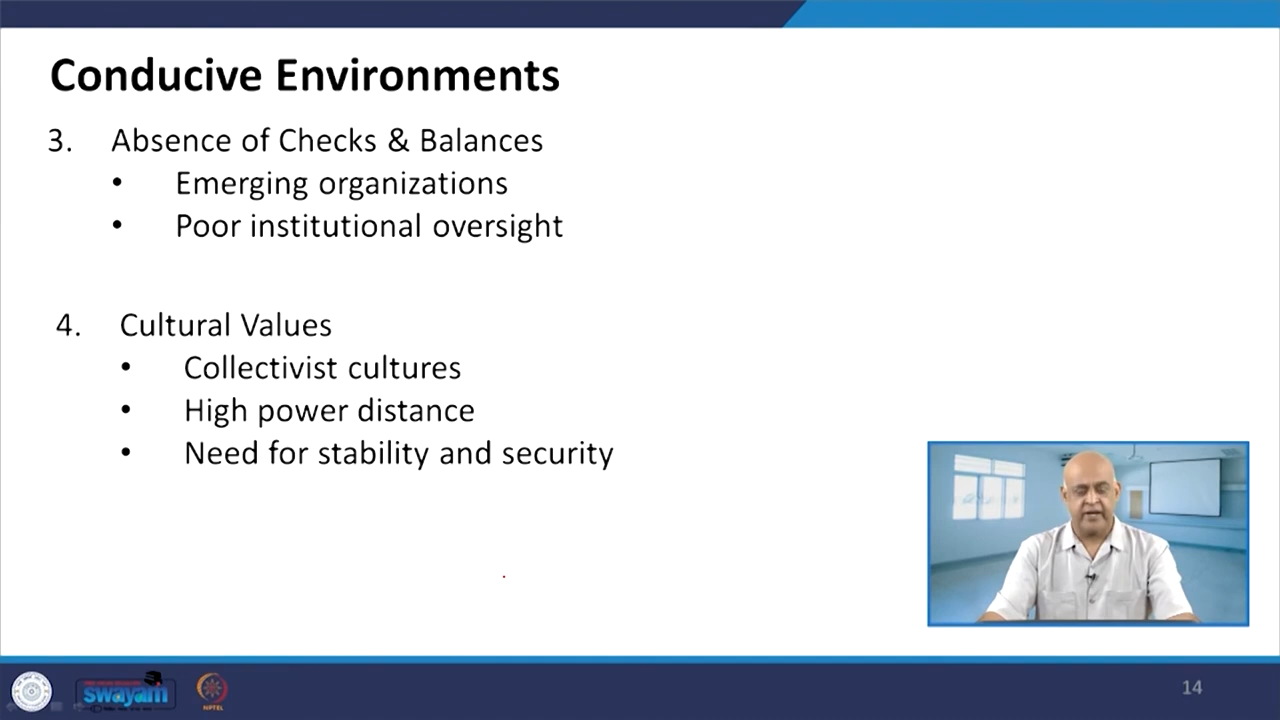 Conducive Environments
3. Absence of Checks & Balances
• Emerging organizations
• Poor institutional oversight
4. Cultural Values
• Collectivist cultures
• High power distance
• Need for stability and security
swayam
NPTEL
14